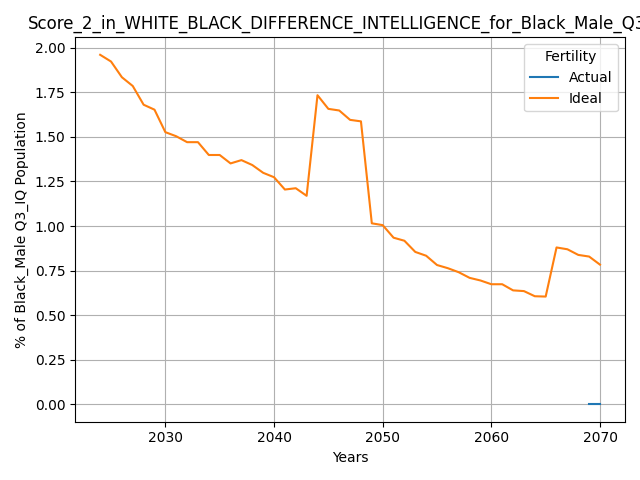 Score_2_in_WHITE_BLACK_DIFFERENCE_INTELLIGENCE_for_Black_Male_Q3
Fertility
Actual
Ideal
% of Black_Male Q3_IQ Population
2.00
1.75
1.50
1.25
1.00
0.75
0.50
0.25
0.00
2030 2040 2050 2060 2070
Years